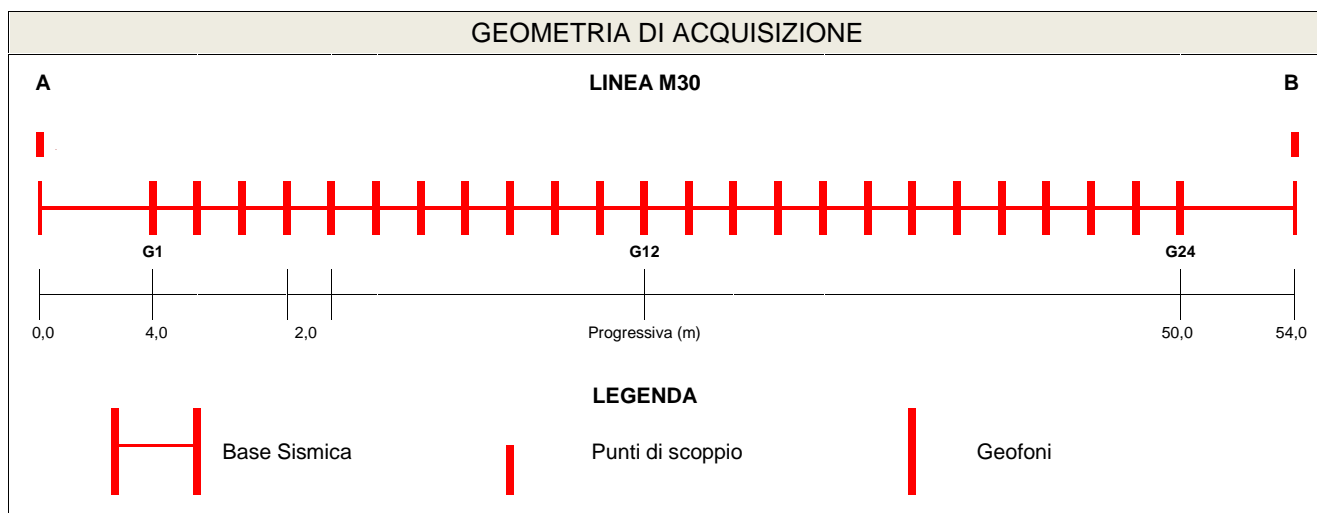 GEOMETRIA DI ACQUISIZIONE
A LINEA M30 B
G1 G12 G24
0,0 4,0 2,0 Progressiva (m) 50,0 54,0
LEGENDA
Base Sismica Punti di scoppio Geofoni